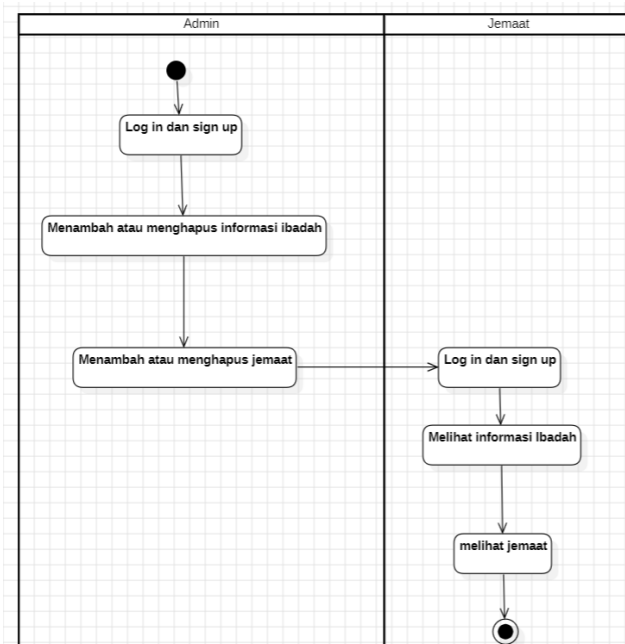 Admin
Jemaat
Log in dan sign up
Menambah atau menghapus informasi ibadah
Menambah atau menghapus jemaat
Log in dan sign up
Melihat informasi Ibadah
melihat jemaat